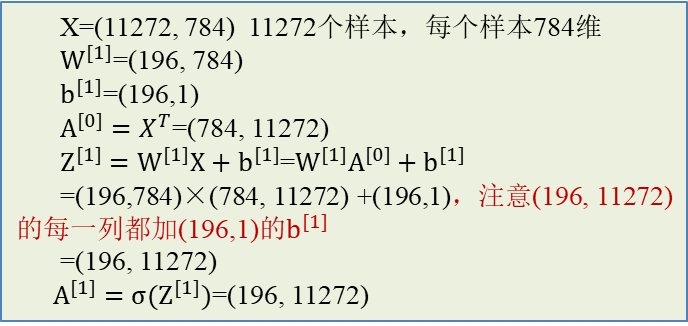 X=(11272, 784) 11272个样本，每个样本784维
W^[1]=(196, 784)
b^[1]=(196,1)
A^[0] = X^T=(784, 11272)
Z^[1] = W^[1]X + b^[1]=W^[1]A^[0] + b^[1]
=(196,784)×(784, 11272) +(196,1)，注意(196, 11272)
的每一列都加(196,1)的b^[1]
=(196, 11272)
A^[1] = σ(Z^[1])=(196, 11272)